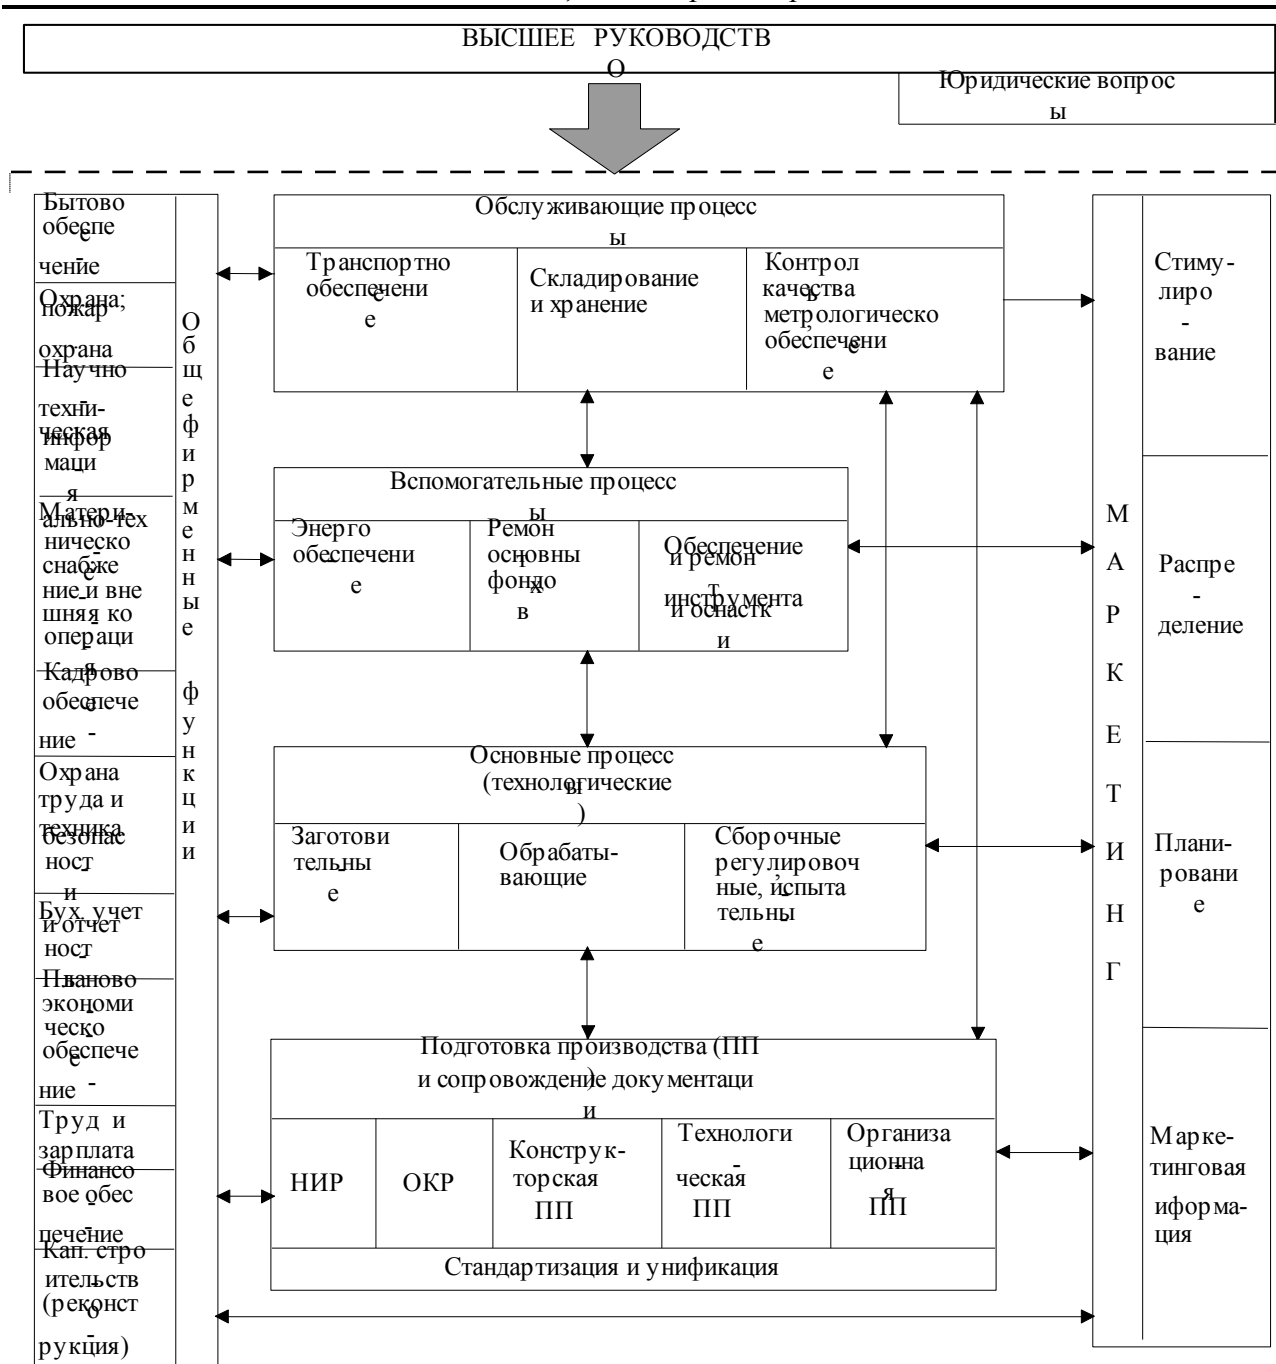 ВЫСШЕЕ РУКОВОДСТВ
О
Юридические вопрос
ы
Бытово
е
обеспе
-
чение
Охрана;
пожар
-
охрана
Научно
-
техни-
ческая
инфор
-
маци
я
Матери-
ально-тех
-
ническо
е
снабже
-
ние и вне
-
шняя ко
-
операци
я
Кадрово
е
обеспече
-
ние
Охрана
труда и
техника
безопас
-
ност
и
Бух. учет
и отчет
-
ност
ь
Планово
-
экономи
-
ческо
е
обеспече
-
ние
Труд и
зарплата
Финансо
-
вое обес
-
печение
Кап. стро
-
ительств
о
(реконст
-
рукция)
Общефирменные функции
Обслуживающие процесс
ы
Транспортно
е
обеспечени
е
Складирование
и хранение
Контрол
ь
качества
метрологическо
е
обеспечени
е
Вспомогательные процесс
ы
Энерго
-
обеспечени
е
Ремон
т
основны
х
фондо
в
Обеспечение
и ремон
т
инструмента
и оснастк
и
Основные процесс
ы
(технологические
)
Заготови
-
тельны
е
Обрабаты-
вающие
Сборочные
регулировоч
-
ные, испыта
-
тельны
е
Подготовка производства (ПП
)
и сопровождение документаци
и
НИР
ОКР
Конструк-
торская
ПП
Технологи
-
ческая
ПП
Организа
-
ционна
я
ПП
Стандартизация и унификация
МАРКЕТИНГ
Стиму-
лиро
-
вание
Распре
-
деление
Плани-
ровани
е
Марке-
тинговая
иформа-
ция